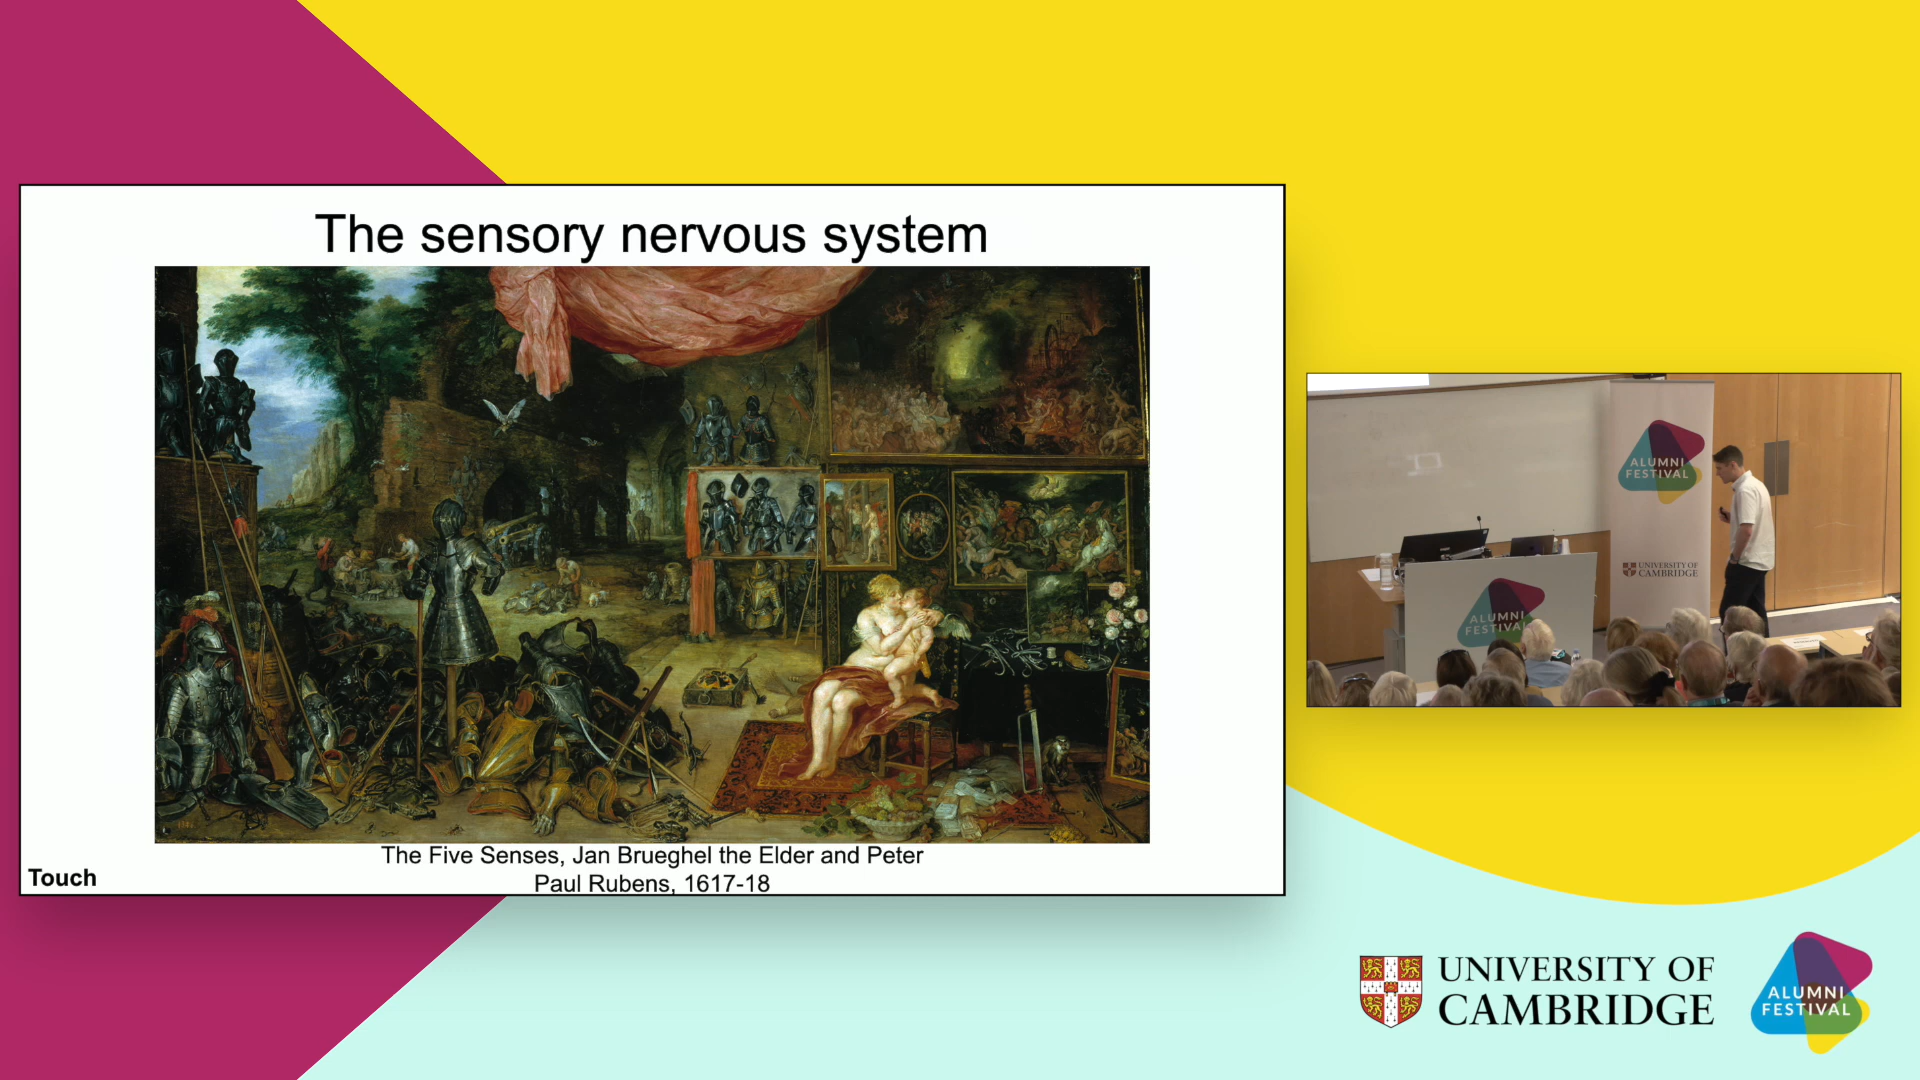 The sensory nervous system
The Five Senses, Jan Brueghel the Elder and Peter
Paul Rubens, 1617-18
Touch
ALUMNI
FESTIVAL
UNIVERSITY OF
CAMBRIDGE
ALUMNI
FESTIVAL
UNIVERSITY OF
CAMBRIDGE
ALUMNI
FESTIVAL